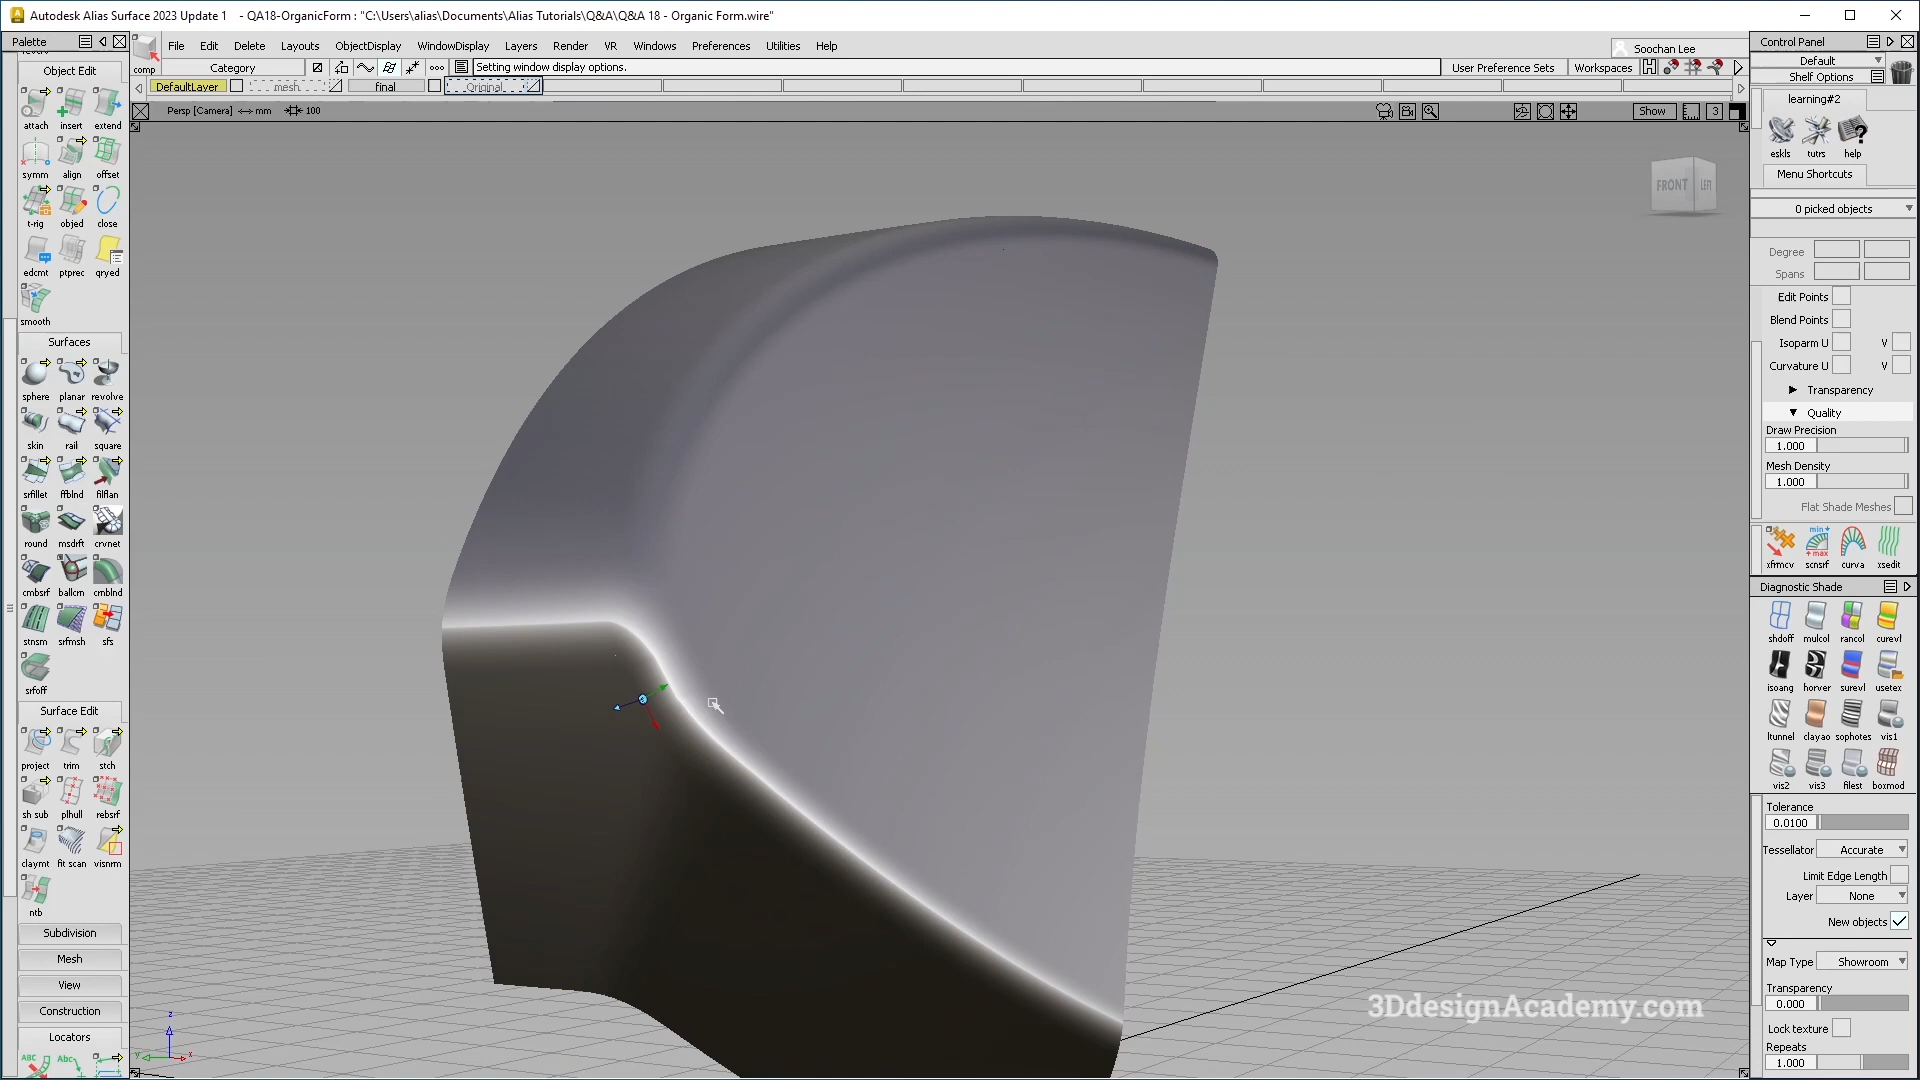 Autodesk Alias Surface 2023 Update 1 - QA18-OrganicForm : "C:\Users\alias\Documents\Alias Tutorials\Q&A\Q&A 18 - Organic Form.wire"
Palette
File Edit Delete Layouts ObjectDisplay WindowDisplay Layers Render VR Windows Preferences Utilities Help
Soochan Lee
Control Panel
comp
Category
Setting window display options.
User Preference Sets
Workspaces
Default
Shelf Options
DefaultLayer
mesh
final
Original
Persp [Camera] mm 100
Show
3
learning#2
eskls tutrs help
Menu Shortcuts
FRONT LEFT
0 picked objects
Degree
Spans
Edit Points
Blend Points
Isoparm U V
Curvature U V
Transparency
Quality
Draw Precision
1.000
Mesh Density
1.000
Flat Shade Meshes
min+
+max
xfrmcv scnsrf curva xsedit
Diagnostic Shade
shdoff mulcol rancol curevl
isoang horver surevl usetex
ltunnel clayao sophotes vis1
vis2 vis3 filest boxmod
Tolerance
0.0100
Tessellator Accurate
Limit Edge Length
Layer None
New objects
Map Type Showroom
Transparency
0.000
Lock texture
Repeats
1.000
Object Edit
attach insert extend
symm align offset
t-rig objed close
edcmt ptprec qryed
smooth
Surfaces
sphere planar revolve
skin rail square
srfillet ffblnd filflan
round msdrft crvnet
cmbsrf ballcrn cmblnd
stnsm srfmsh sfs
srfoff
Surface Edit
project trim stch
sh sub plhull rebsrf
claymt fit scan visnrm
ntb
Subdivision
Mesh
View
Construction
Locators
ABC Abc
z
y
x
3DdesignAcademy.com